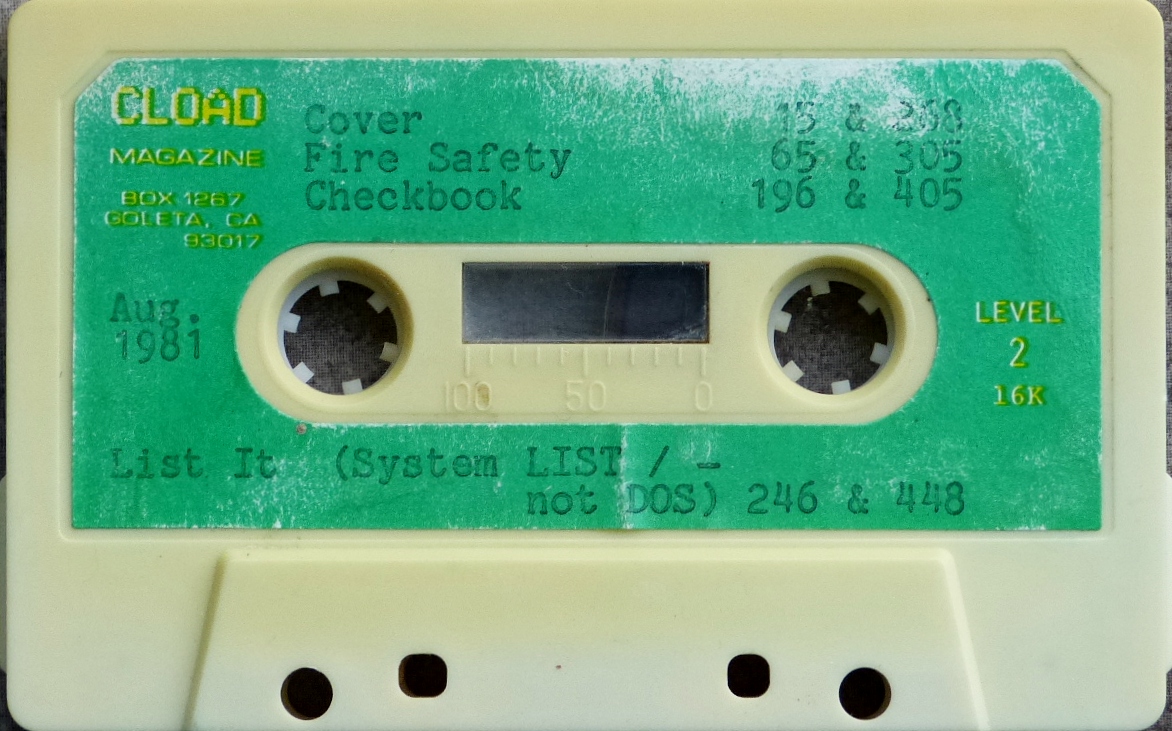 CLOAD
MAGAZINE
BOX 1267
GOLETA, CA
93017
Cover 15 & 268
Fire Safety 65 & 305
Checkbook 196 & 405
Aug.
1981
LEVEL
2
16K
100 50 0
List It (System LIST / –
not DOS) 246 & 448